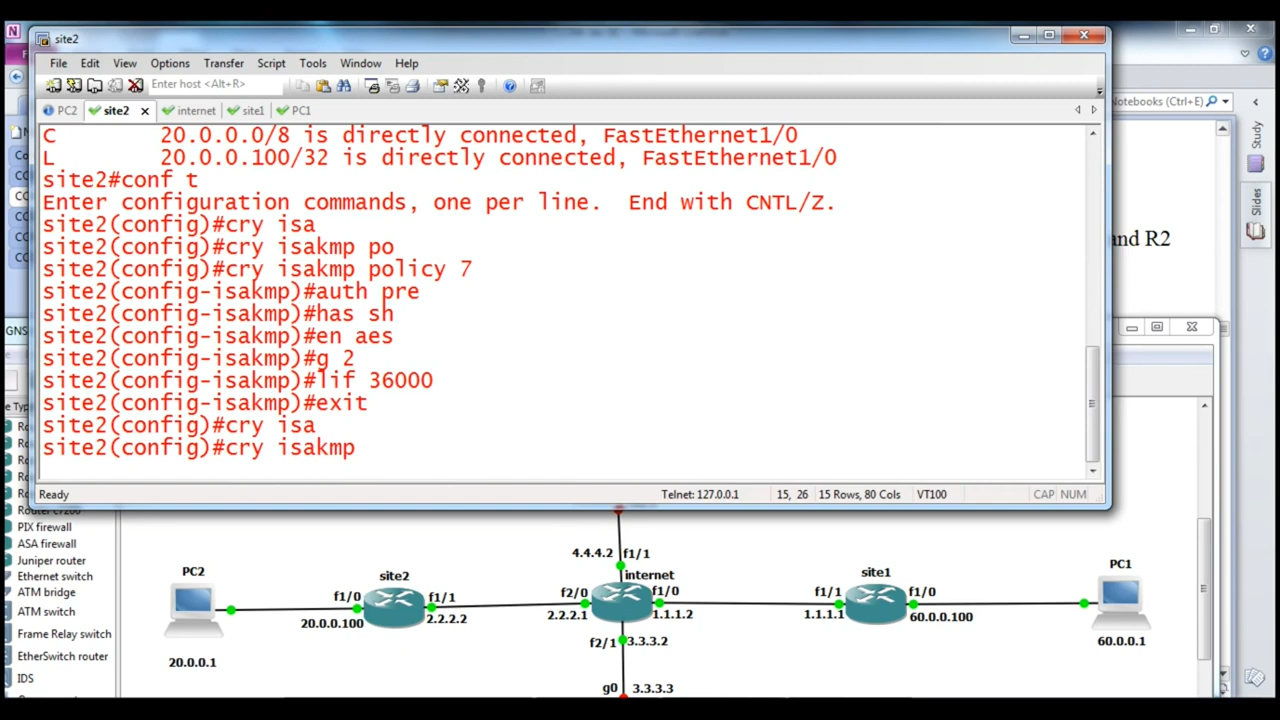 site2
File Edit View Options Transfer Script Tools Window Help
Enter host <Alt+R>
Notebooks (Ctrl+E)
PC2 site2 internet site1 PC1
C 20.0.0.0/8 is directly connected, FastEthernet1/0
L 20.0.0.100/32 is directly connected, FastEthernet1/0
site2#conf t
Enter configuration commands, one per line. End with CNTL/Z.
site2(config)#cry isa
site2(config)#cry isakmp po
site2(config)#cry isakmp policy 7
site2(config-isakmp)#auth pre
site2(config-isakmp)#has sh
site2(config-isakmp)#en aes
site2(config-isakmp)#g 2
site2(config-isakmp)#lif 36000
site2(config-isakmp)#exit
site2(config)#cry isa
site2(config)#cry isakmp
Ready Telnet: 127.0.0.1 15, 26 15 Rows, 80 Cols VT100 CAP NUM
Study
Slides
and R2
GNS
e Typ
Router c7200
PIX firewall
ASA firewall
Juniper router
Ethernet switch
ATM bridge
ATM switch
Frame Relay switch
EtherSwitch router
IDS
4.4.4.2 f1/1
PC2 site2 internet site1 PC1
f1/0 f1/1 f2/0 f1/0 f1/1 f1/0
20.0.0.100 2.2.2.2 2.2.2.1 1.1.1.2 1.1.1.1 60.0.0.100
20.0.0.1 60.0.0.1
f2/1 3.3.3.2
g0 3.3.3.3